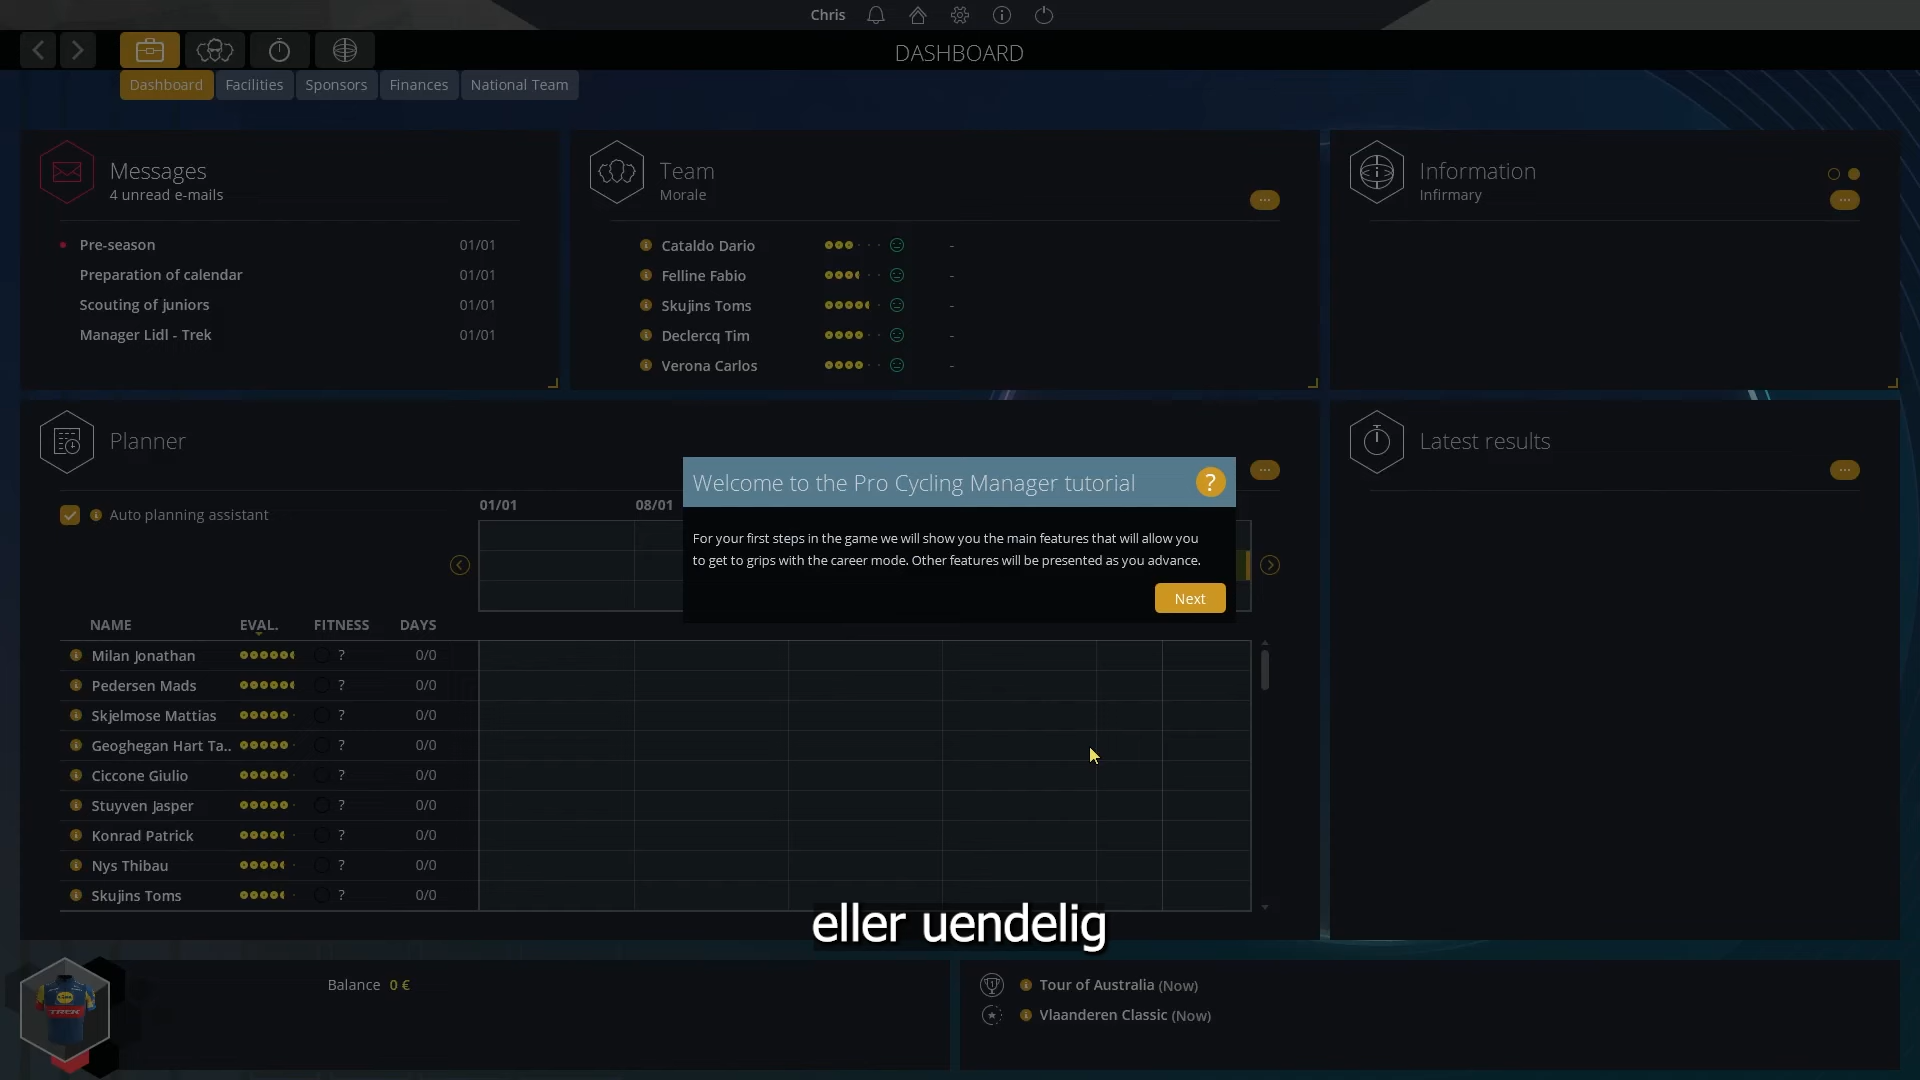 Chris
DASHBOARD
Dashboard
Facilities
Sponsors
Finances
National Team
Messages
4 unread e-mails
Pre-season 01/01
Preparation of calendar 01/01
Scouting of juniors 01/01
Manager Lidl - Trek 01/01
Team
Morale
...
Cataldo Dario -
Felline Fabio -
Skujins Toms -
Declercq Tim -
Verona Carlos -
Information
Infirmary
...
Planner
...
Auto planning assistant
01/01 08/01
Welcome to the Pro Cycling Manager tutorial ?
For your first steps in the game we will show you the main features that will allow you
to get to grips with the career mode. Other features will be presented as you advance.
Next
NAME EVAL. FITNESS DAYS
Milan Jonathan ? 0/0
Pedersen Mads ? 0/0
Skjelmose Mattias ? 0/0
Geoghegan Hart Ta.. ? 0/0
Ciccone Giulio ? 0/0
Stuyven Jasper ? 0/0
Konrad Patrick ? 0/0
Nys Thibau ? 0/0
Skujins Toms ? 0/0
Latest results
...
eller uendelig
TREK
Balance 0 €
Tour of Australia (Now)
Vlaanderen Classic (Now)